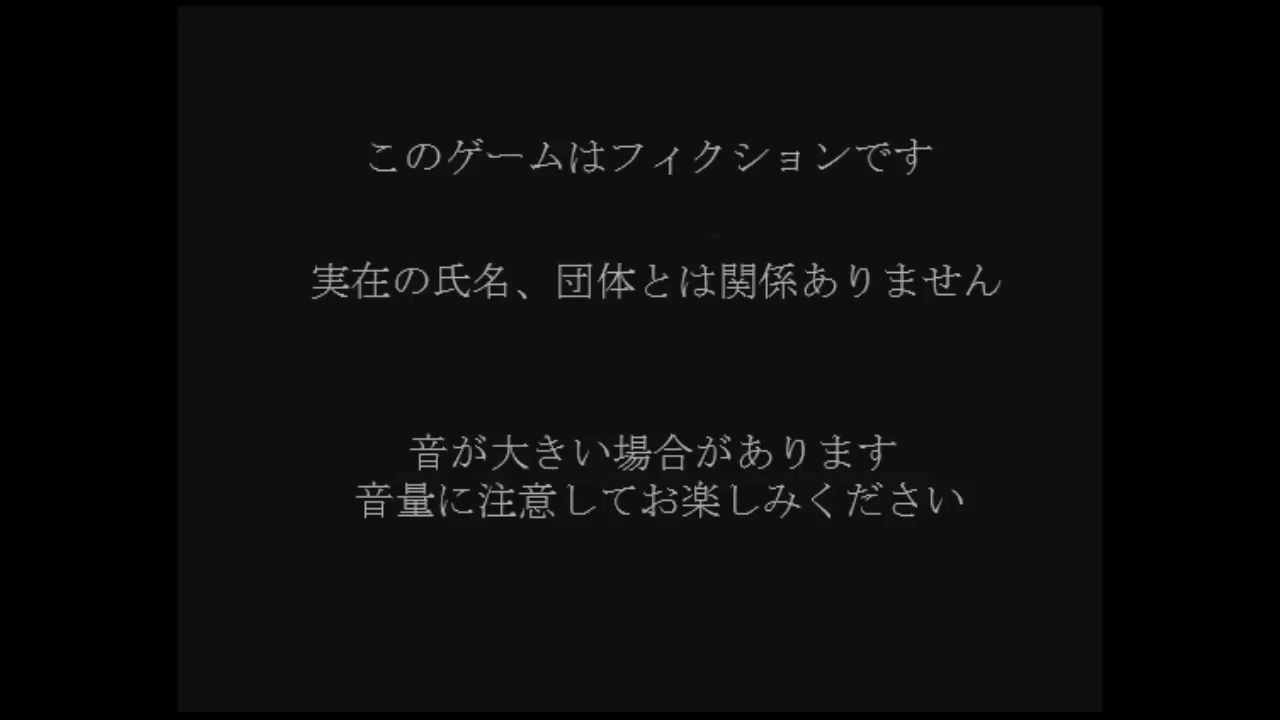 このゲームはフィクションです
実在の氏名、団体とは関係ありません
音が大きい場合があります
音量に注意してお楽しみください